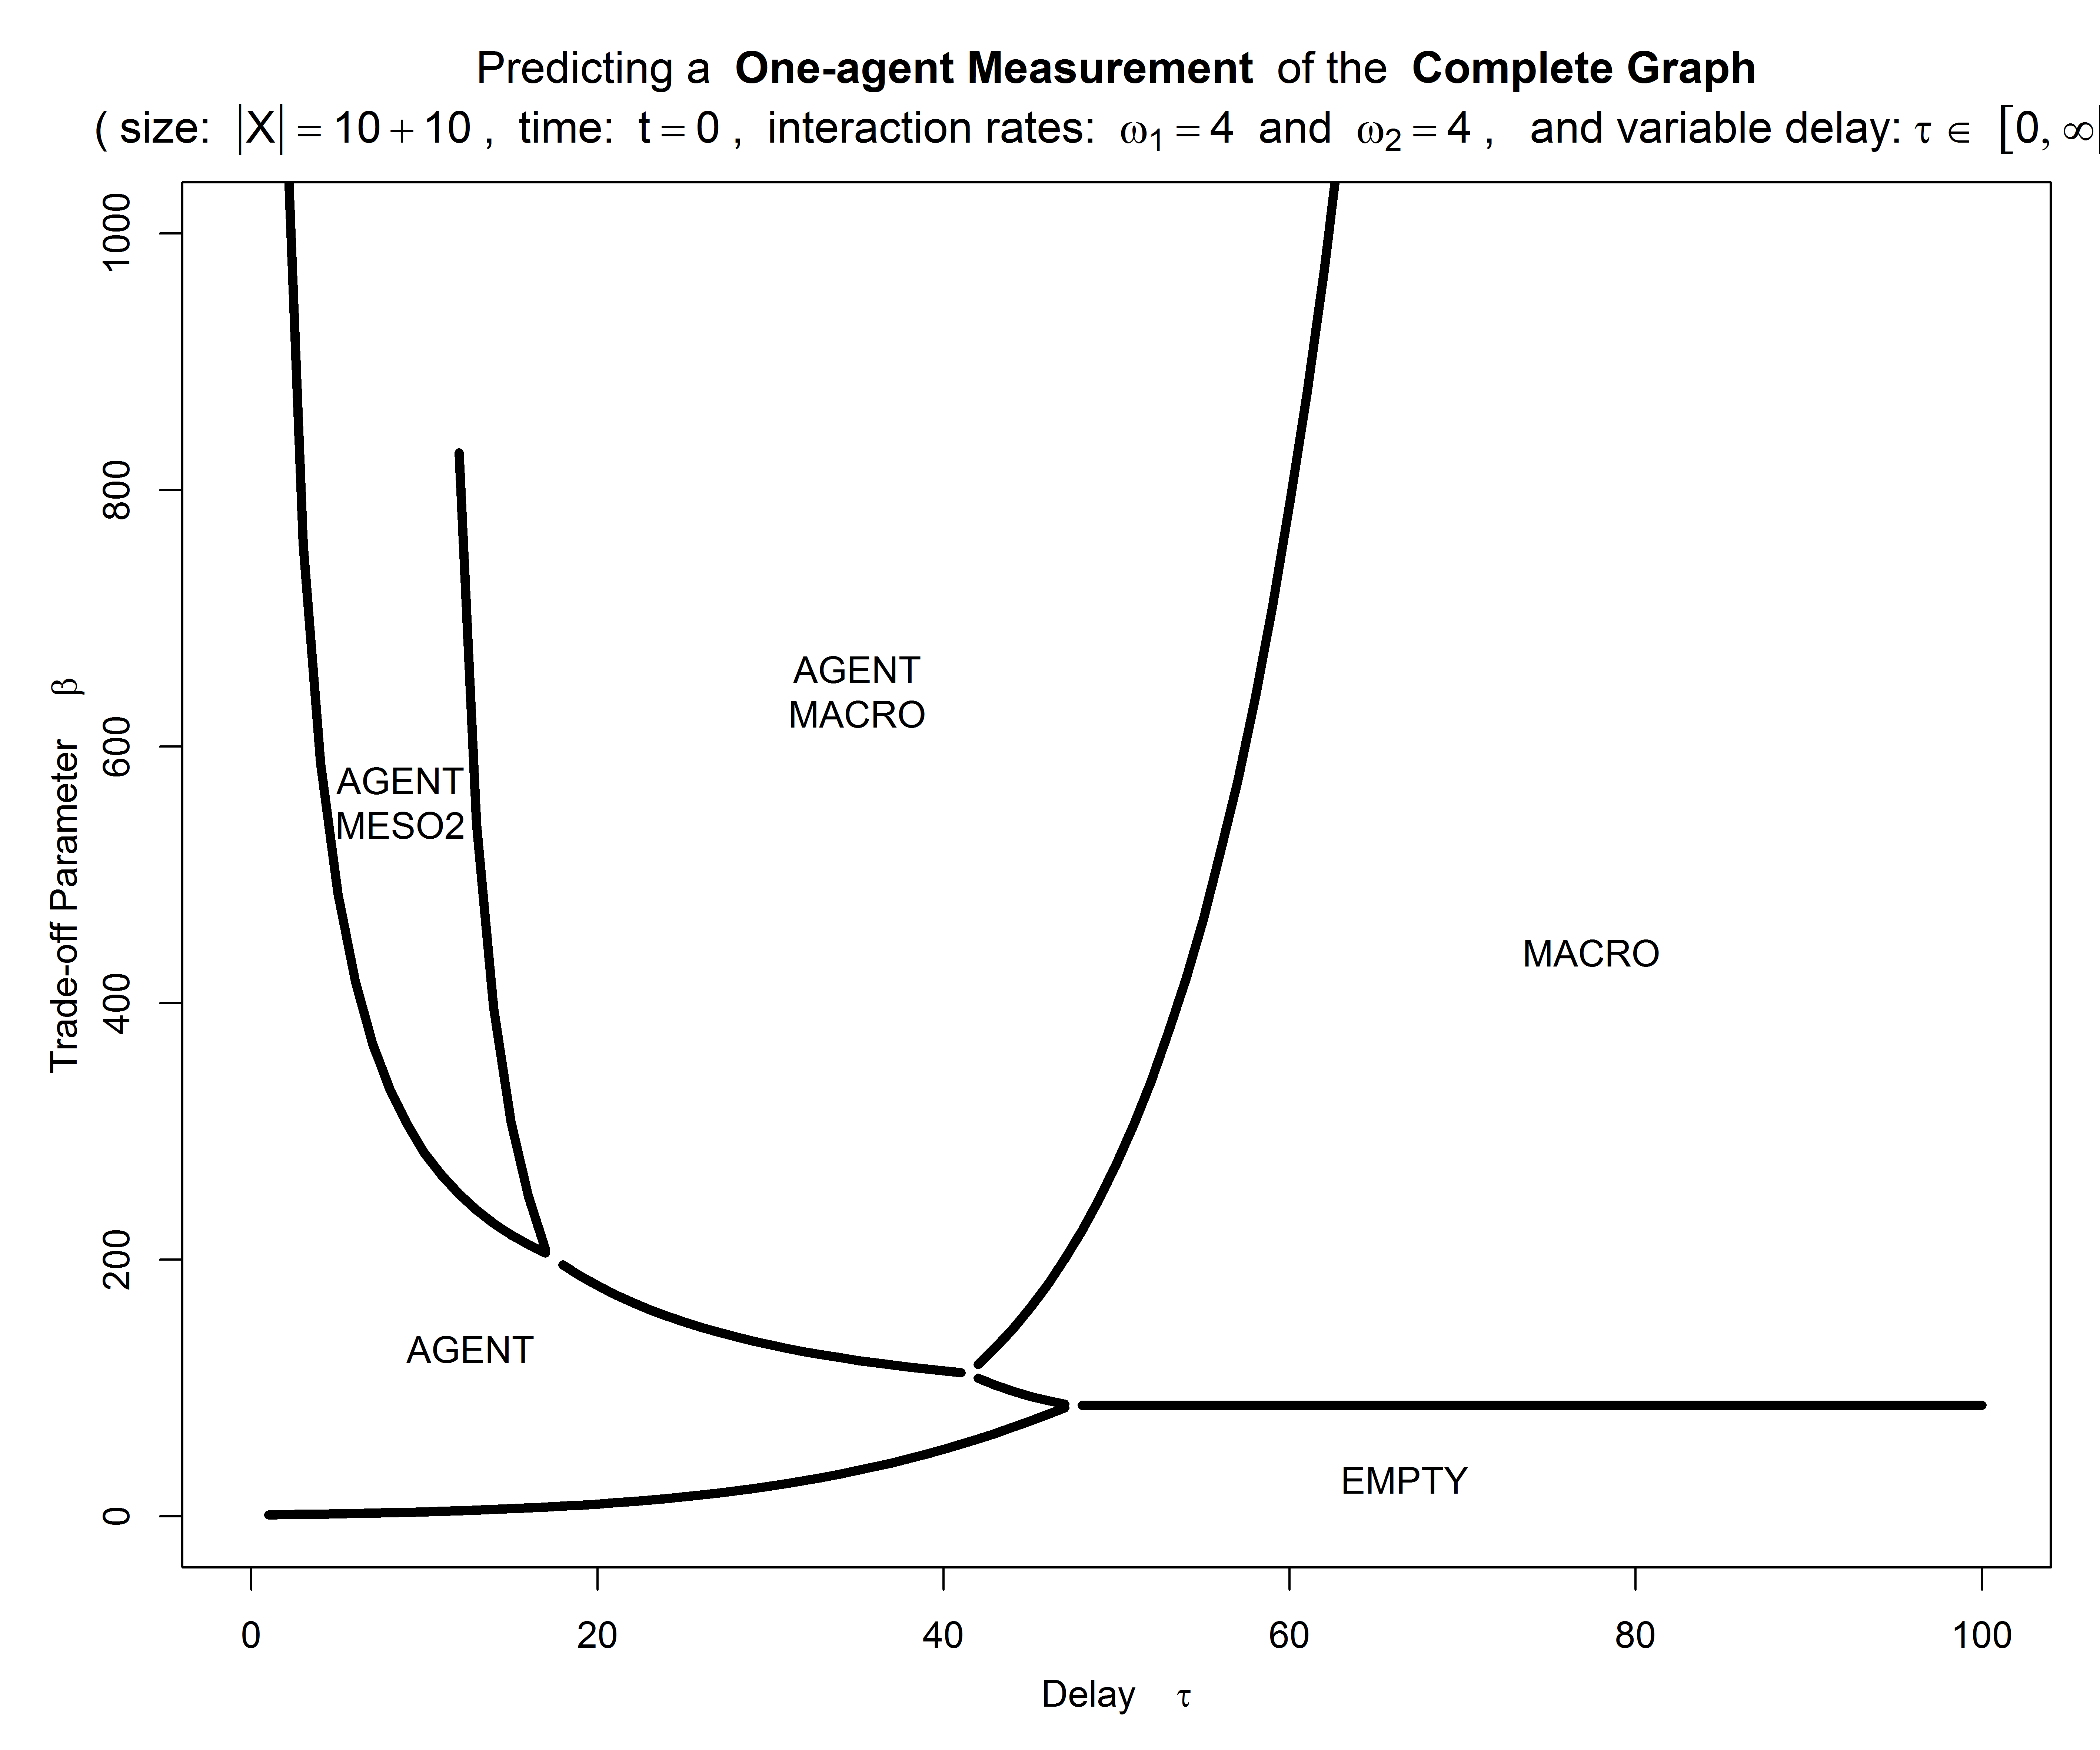 Predicting a One-agent Measurement of the Complete Graph
( size: |X| = 10 + 10 , time: t = 0 , interaction rates: ω1 = 4 and ω2 = 4 , and variable delay: τ ∈ [0, ∞[
Trade-off Parameter β
1000
800
600
400
200
0
AGENT
MACRO
AGENT
MESO2
MACRO
AGENT
EMPTY
0 20 40 60 80 100
Delay τ